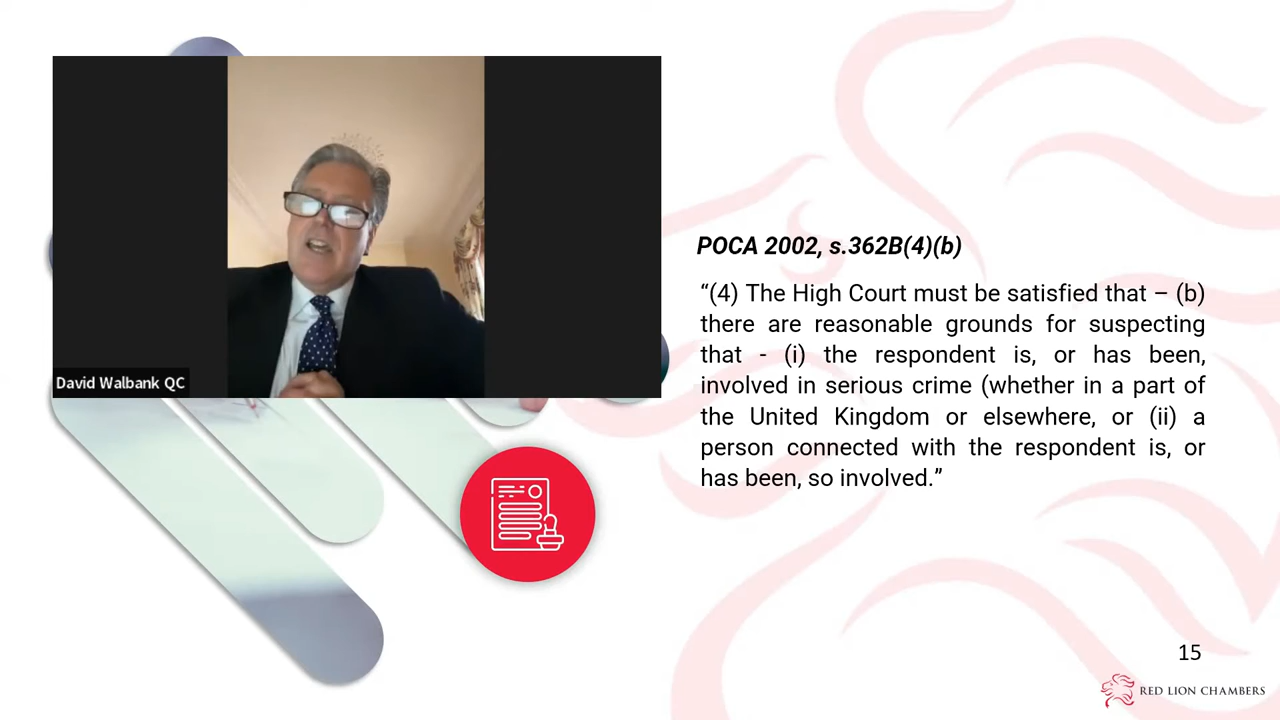 David Walbank QC
POCA 2002, s.362B(4)(b)
“(4) The High Court must be satisfied that – (b)
there are reasonable grounds for suspecting
that - (i) the respondent is, or has been,
involved in serious crime (whether in a part of
the United Kingdom or elsewhere, or (ii) a
person connected with the respondent is, or
has been, so involved.”
15
RED LION CHAMBERS